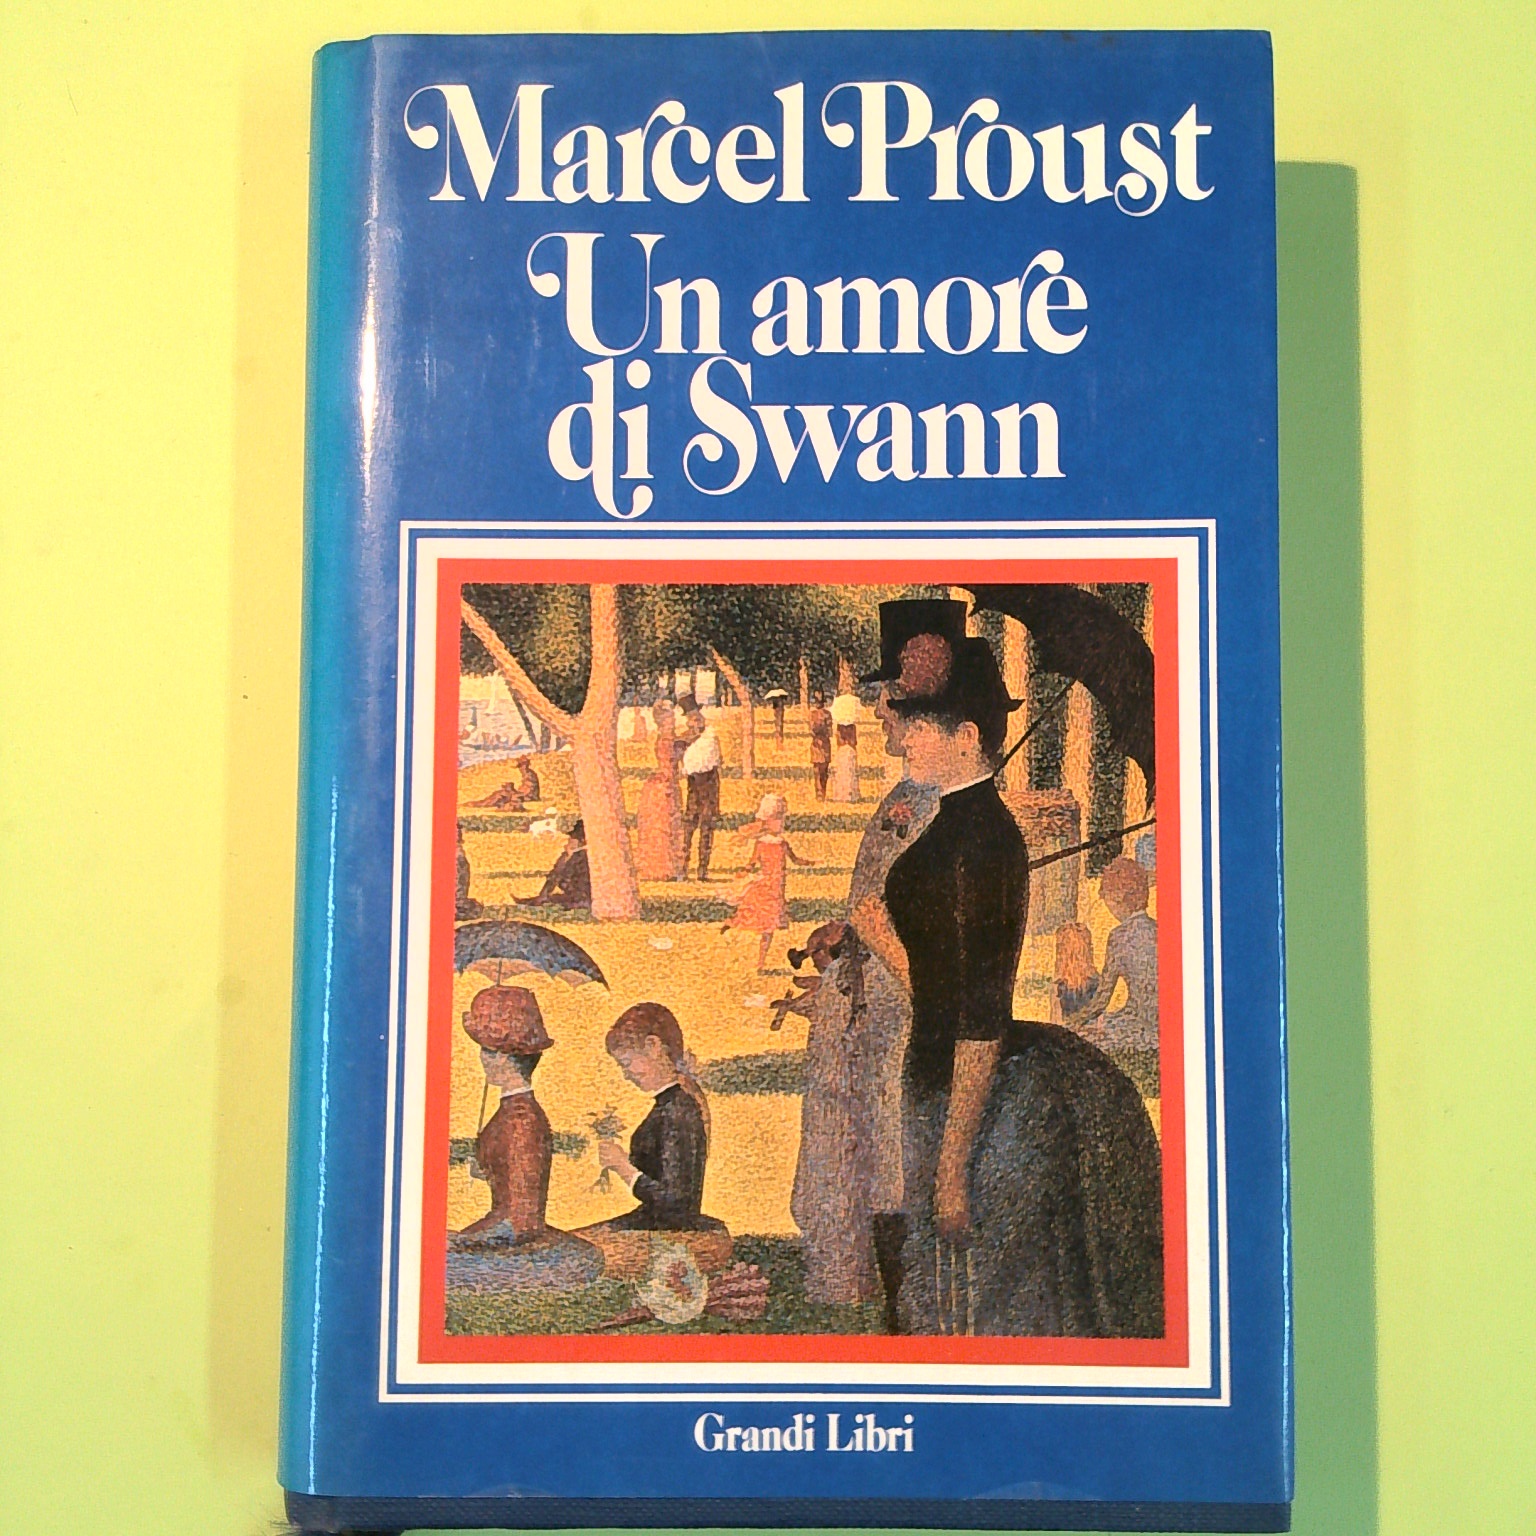 Marcel Proust
Un amore
di Swann
Grandi Libri